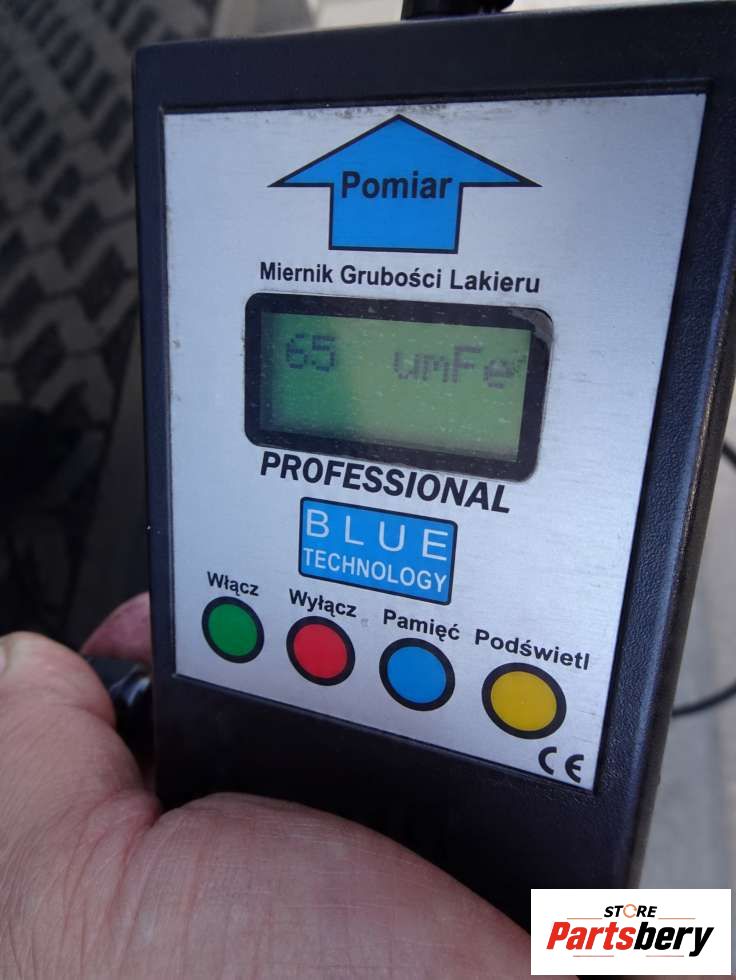 Pomiar
Miernik Grubości Lakieru
65 umFe
PROFESSIONAL
BLUE
TECHNOLOGY
Włącz Wyłącz Pamięć Podświetl
CE
STORE
Partsbery